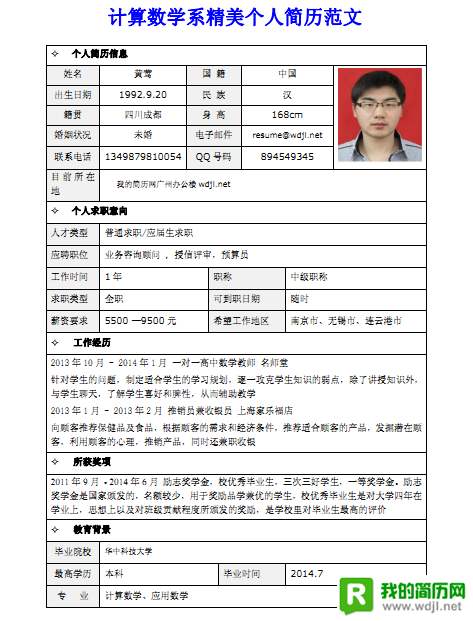 计算数学系精美个人简历范文
✧ 个人简历信息
姓名 黄莺 国 籍 中国
出生日期 1992.9.20 民 族 汉
籍贯 四川成都 身 高 168cm
婚姻状况 未婚 电子邮件 resume@wdjl.net
联系电话 1349879810054 QQ号码 894549345
目前所在
地 我的简历网广州办公楼 wdjl.net
✧ 个人求职意向
人才类型 普通求职/应届生求职
应聘职位 业务咨询顾问 、授信评审，预算员
工作时间 1年 职称 中级职称
求职类型 全职 可到职日期 随时
薪资要求 5500 —9500 元 希望工作地区 南京市、无锡市、连云港市
✧ 工作经历
2013 年 10 月 - 2014 年 1 月 一对一高中数学教师 名师堂
针对学生的问题，制定适合学生的学习规划，逐一攻克学生知识的弱点，除了讲授知识外，
与学生聊天，了解学生喜好和脾性，从而辅助教学
2013 年 1 月 - 2013 年 2 月 推销员兼收银员 上海家乐福店
向顾客推荐保健品及食品，根据顾客的需求和经济条件，推荐适合顾客的产品，发掘潜在顾
客，利用顾客的心理，推销产品，同时还兼职收银
✧ 所获奖项
2011 年 9 月 -2014 年 6 月 励志奖学金，校优秀毕业生，三次三好学生，一等奖学金。励志
奖学金是国家颁发的，名额较少，用于奖励品学兼优的学生，校优秀毕业生是对大学四年在
学业上，思想上以及对班级贡献程度所颁发的奖励，是学校里对毕业生最高的评价
✧ 教育背景
毕业院校 华中科技大学
最高学历 本科 毕业时间 2014.7
专 业 计算数学、应用数学
我的简历网
www.wdjl.net